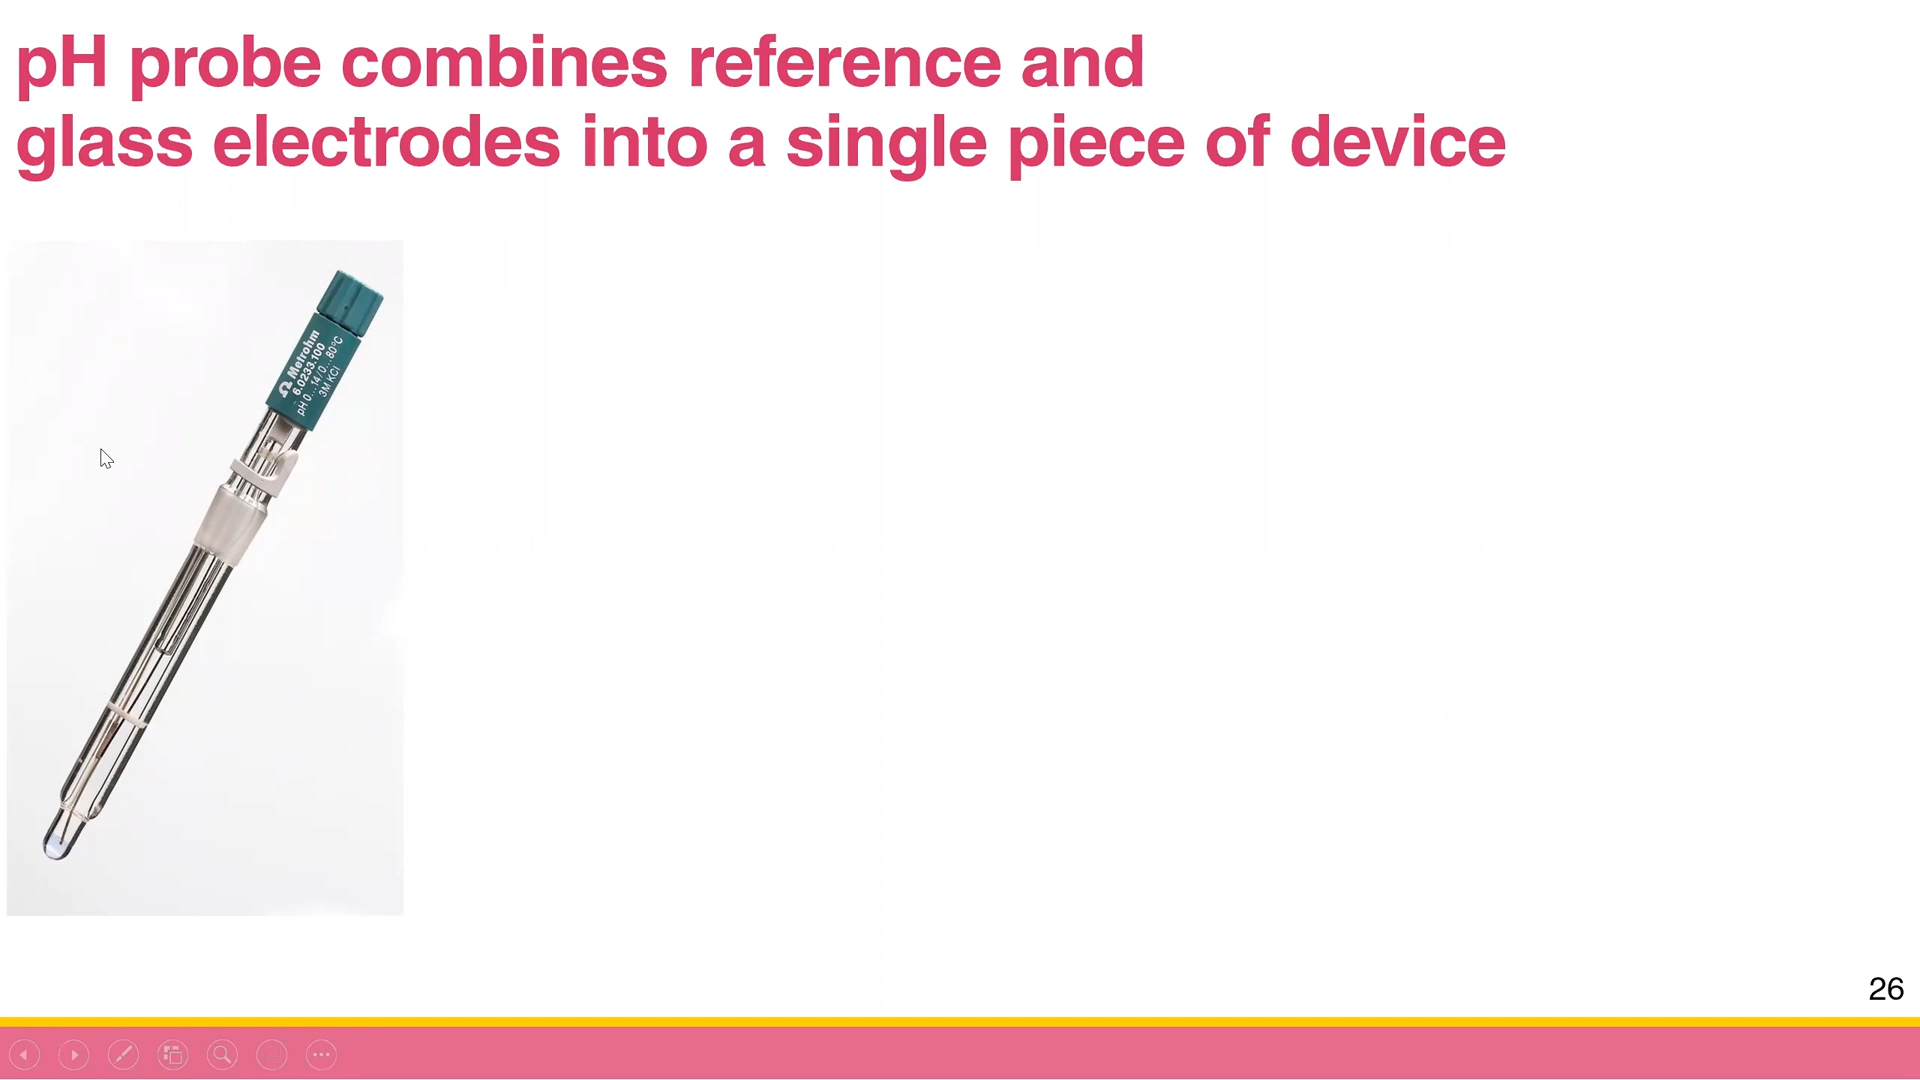 pH probe combines reference and
glass electrodes into a single piece of device
Ω Metrohm
6.0233.100
pH 0...14/0...80°C
3M KCl
26